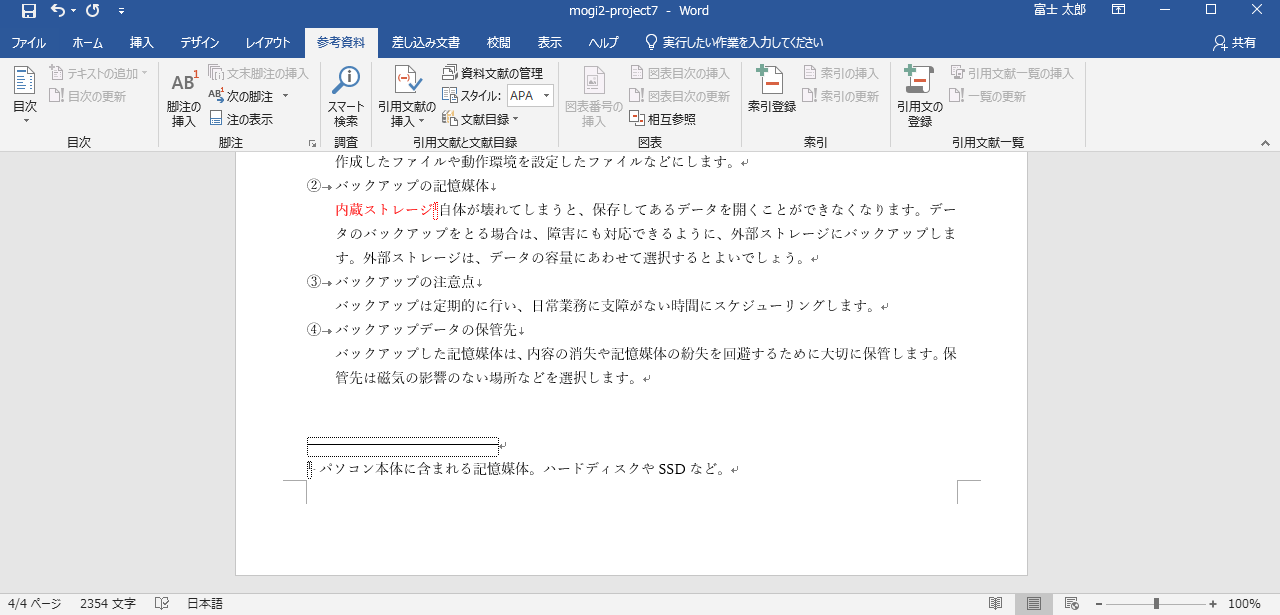 mogi2-project7 - Word
富士 太郎
ファイル ホーム 挿入 デザイン レイアウト 参考資料 差し込み文書 校閲 表示 ヘルプ 実行したい作業を入力してください 共有
目次
テキストの追加
目次の更新
目次
AB1
脚注の
挿入
文末脚注の挿入
AB1 次の脚注
注の表示
脚注
スマート
検索
調査
引用文献の
挿入
資料文献の管理
スタイル: APA
文献目録
引用文献と文献目録
図表番号の
挿入
図表目次の挿入
図表目次の更新
相互参照
図表
索引登録
索引の挿入
索引の更新
索引
引用文の
登録
引用文献一覧の挿入
一覧の更新
引用文献一覧
作成したファイルや動作環境を設定したファイルなどにします。↵
②→バックアップの記憶媒体↓
内蔵ストレージ1自体が壊れてしまうと、保存してあるデータを開くことができなくなります。デー
タのバックアップをとる場合は、障害にも対応できるように、外部ストレージにバックアップしま
す。外部ストレージは、データの容量にあわせて選択するとよいでしょう。↵
③→バックアップの注意点↓
バックアップは定期的に行い、日常業務に支障がない時間にスケジューリングします。↵
④→バックアップデータの保管先↓
バックアップした記憶媒体は、内容の消失や記憶媒体の紛失を回避するために大切に保管します。保
管先は磁気の影響のない場所などを選択します。↵
1 パソコン本体に含まれる記憶媒体。ハードディスクや SSD など。↵
4/4 ページ 2354 文字 日本語 100%